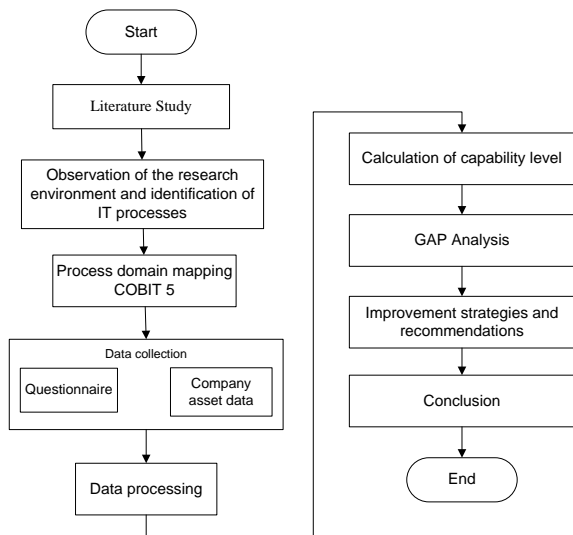 Start
Literature Study
Observation of the research
environment and identification of
IT processes
Process domain mapping
COBIT 5
Data collection
Questionnaire
Company
asset data
Data processing
Calculation of capability level
GAP Analysis
Improvement strategies and
recommendations
Conclusion
End